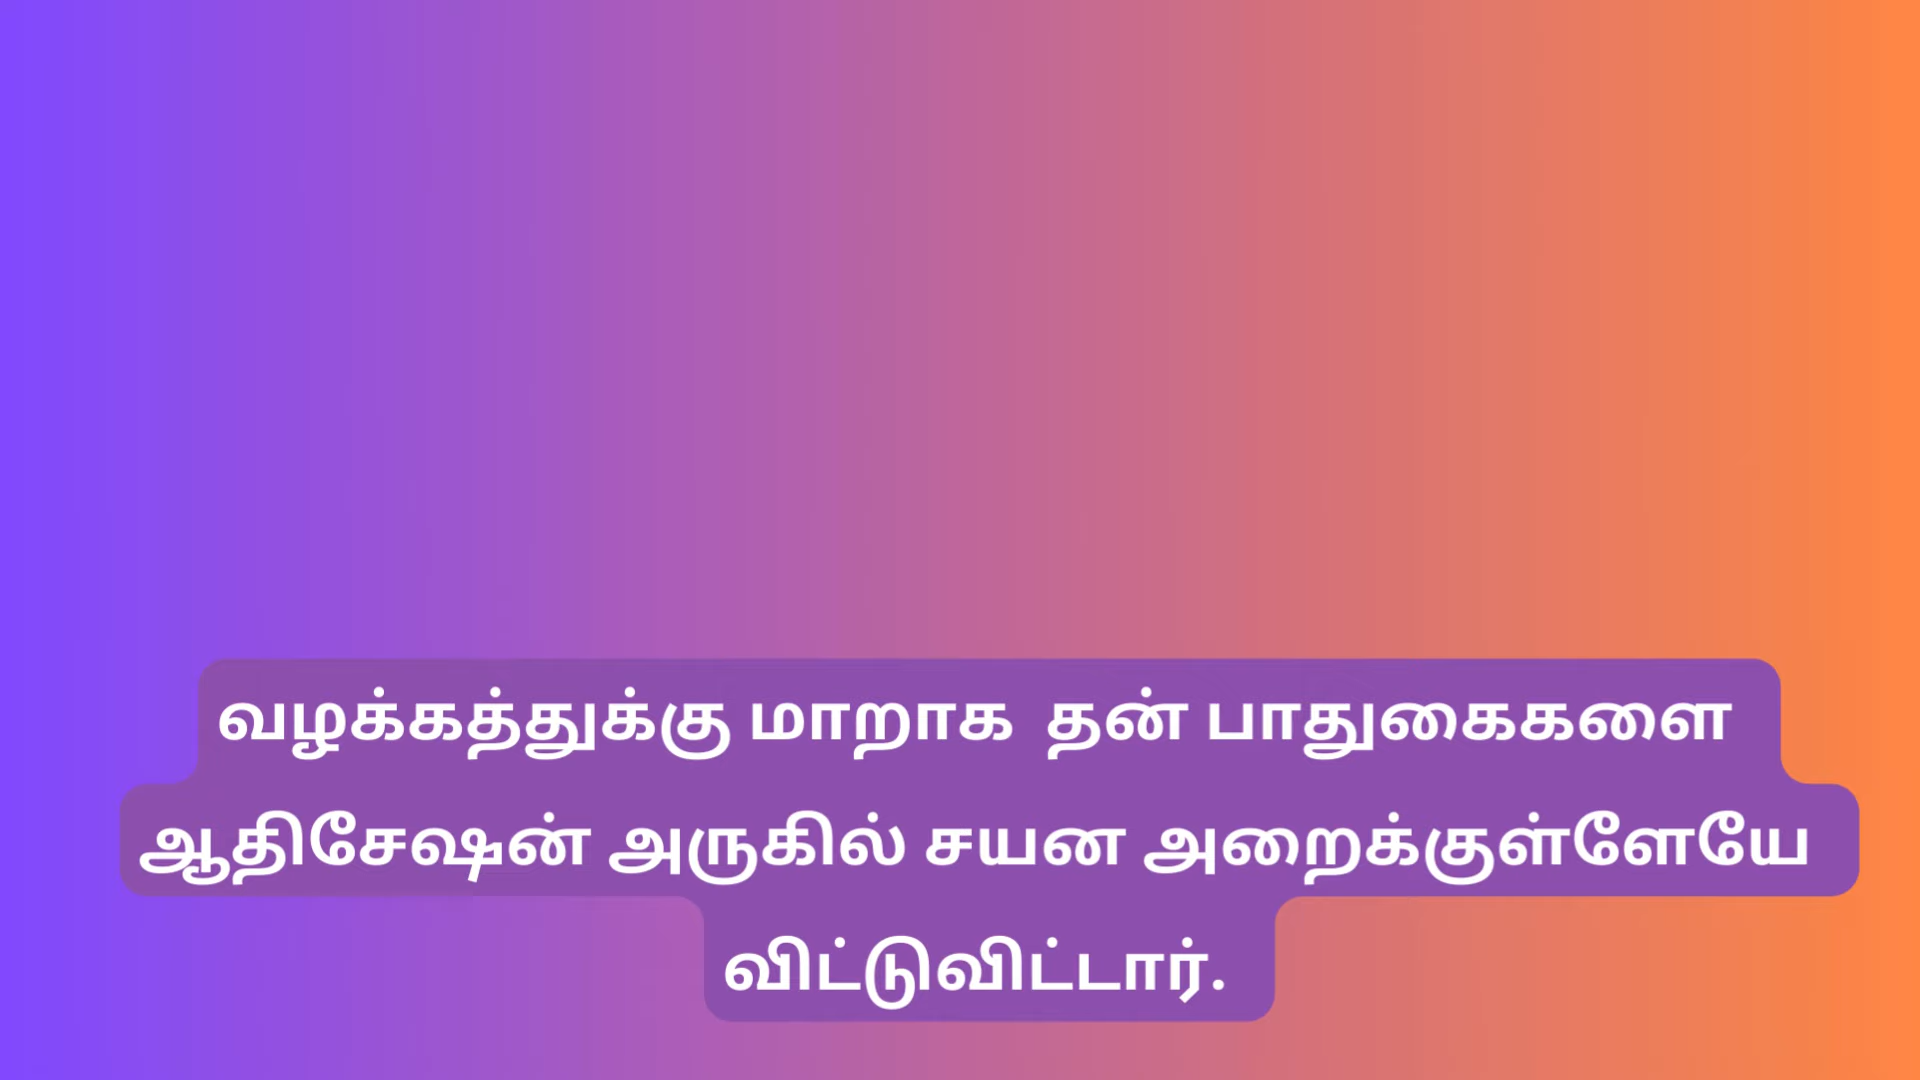 வழக்கத்துக்கு மாறாக  தன் பாதுகைகளை
ஆதிசேஷன் அருகில் சயன அறைக்குள்ளேயே
விட்டுவிட்டார்.